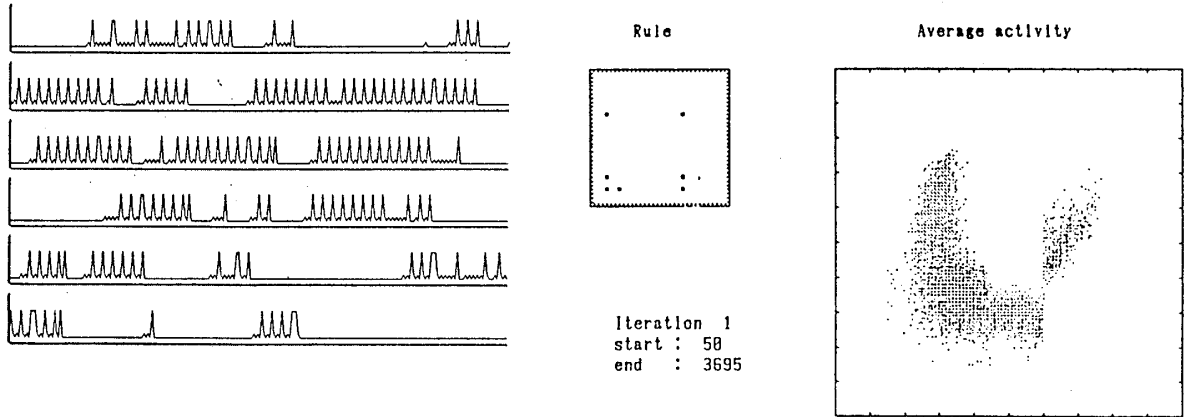 Rule
Average activity
Iteration 1
start : 50
end : 3695